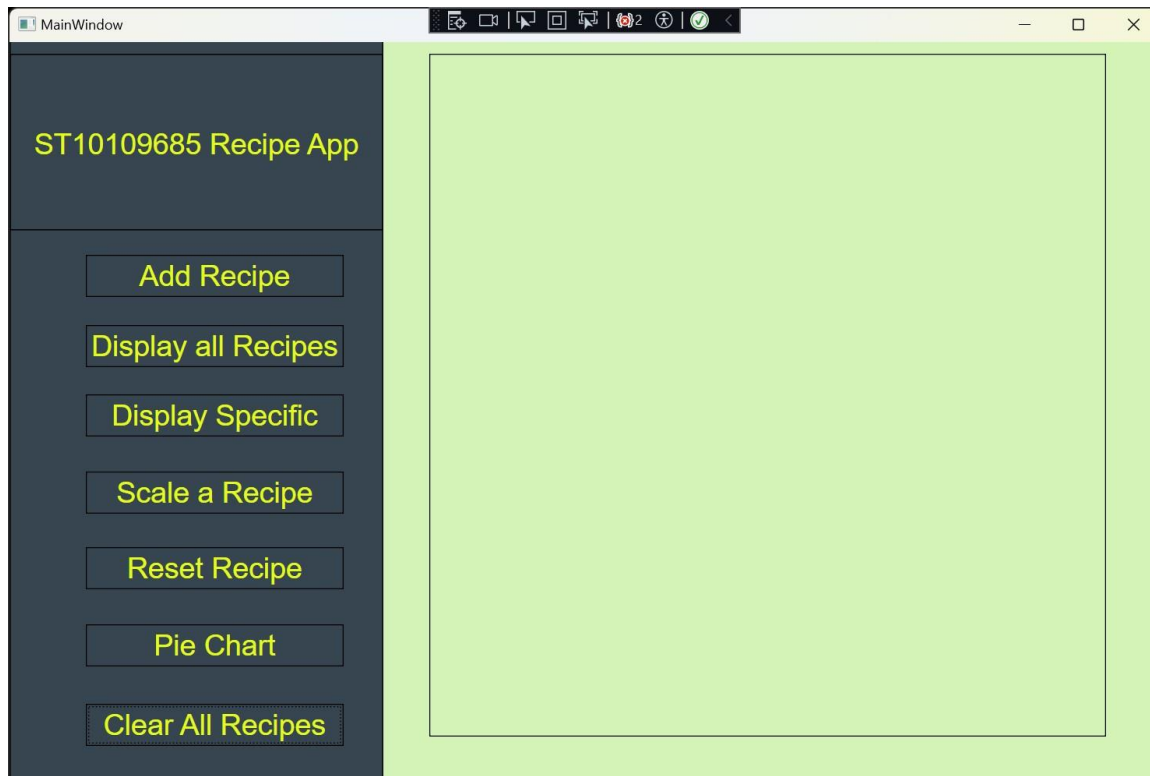 MainWindow
2
ST10109685 Recipe App
Add Recipe
Display all Recipes
Display Specific
Scale a Recipe
Reset Recipe
Pie Chart
Clear All Recipes